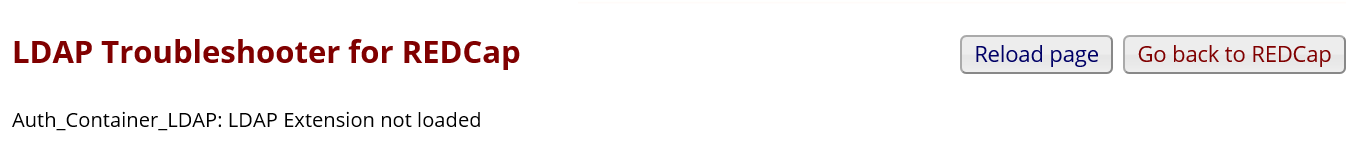 LDAP Troubleshooter for REDCap
Reload page
Go back to REDCap
Auth_Container_LDAP: LDAP Extension not loaded